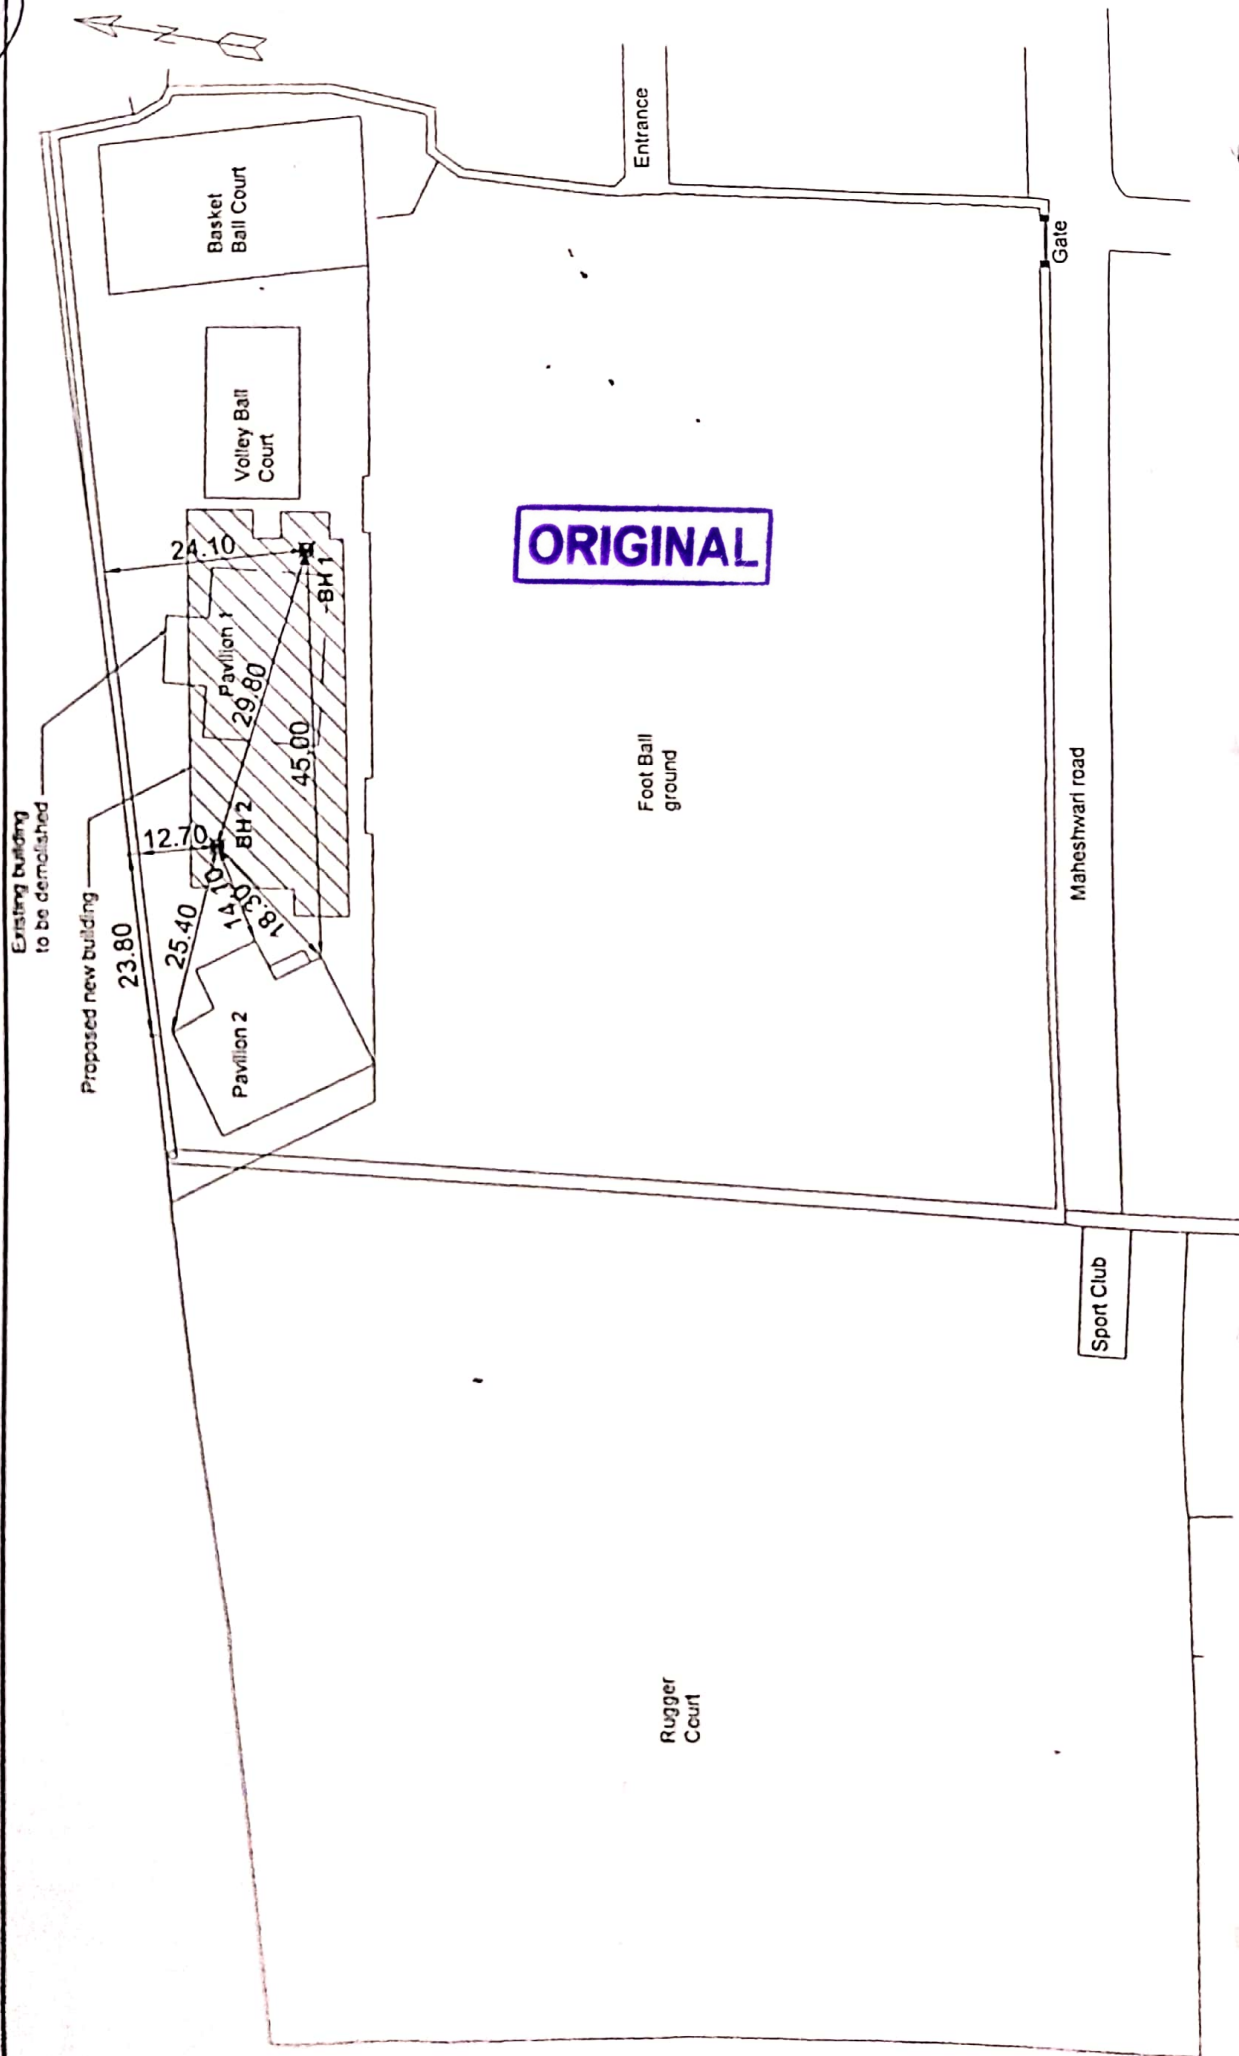 N
Existing building
to be demolished
Proposed new building
Basket
Ball Court
Volley Ball
Court
Entrance
Gate
24.10
Pavilion 1
BH 1
29.80
45.00
12.70
BH 2
23.80
25.40
14.10
18.30
Pavilion 2
ORIGINAL
Foot Ball
ground
Maheshwari road
Sport Club
Rugger
Court